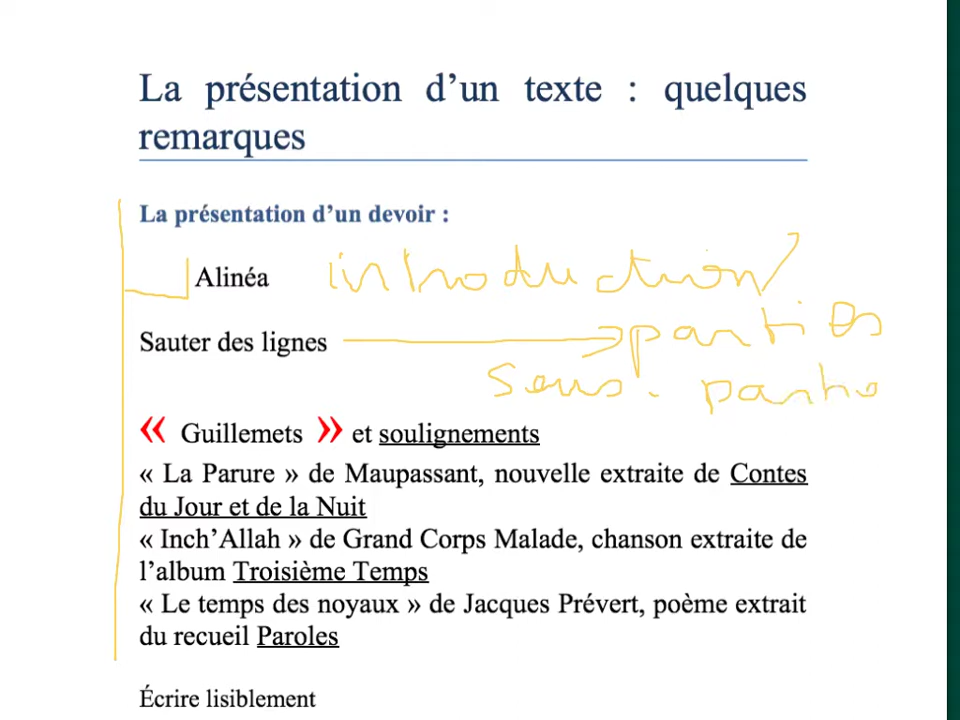 La présentation d’un texte : quelques
remarques
La présentation d’un devoir :
Alinéa introduction
Sauter des lignes parties
sous-partie
« Guillemets » et soulignements
« La Parure » de Maupassant, nouvelle extraite de Contes
du Jour et de la Nuit
« Inch’Allah » de Grand Corps Malade, chanson extraite de
l’album Troisième Temps
« Le temps des noyaux » de Jacques Prévert, poème extrait
du recueil Paroles
Écrire lisiblement